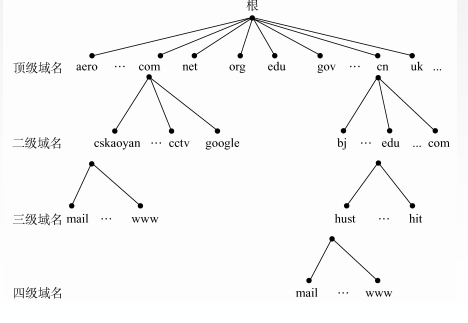 根
顶级域名 aero … com net org edu gov … cn uk ...
二级域名 cskaoyan … cctv google bj … edu ... com
三级域名 mail … www hust … hit
四级域名 mail … www